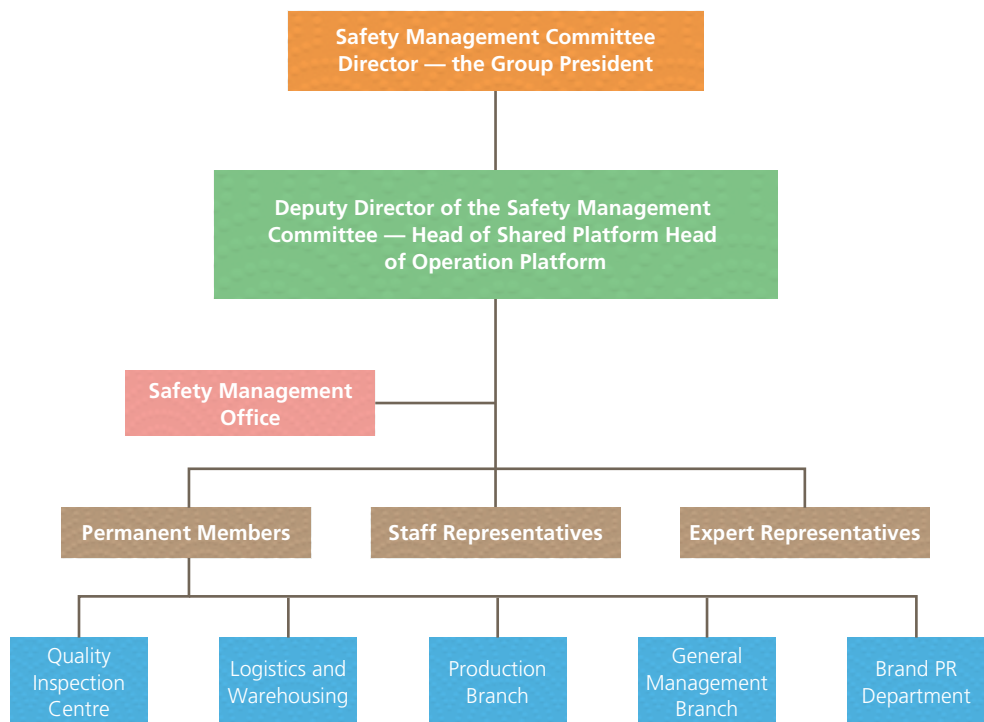 Safety Management Committee
Director — the Group President
Deputy Director of the Safety Management
Committee — Head of Shared Platform Head
of Operation Platform
Safety Management
Office
Permanent Members
Staff Representatives
Expert Representatives
Quality
Inspection
Centre
Logistics and
Warehousing
Production
Branch
General
Management
Branch
Brand PR
Department